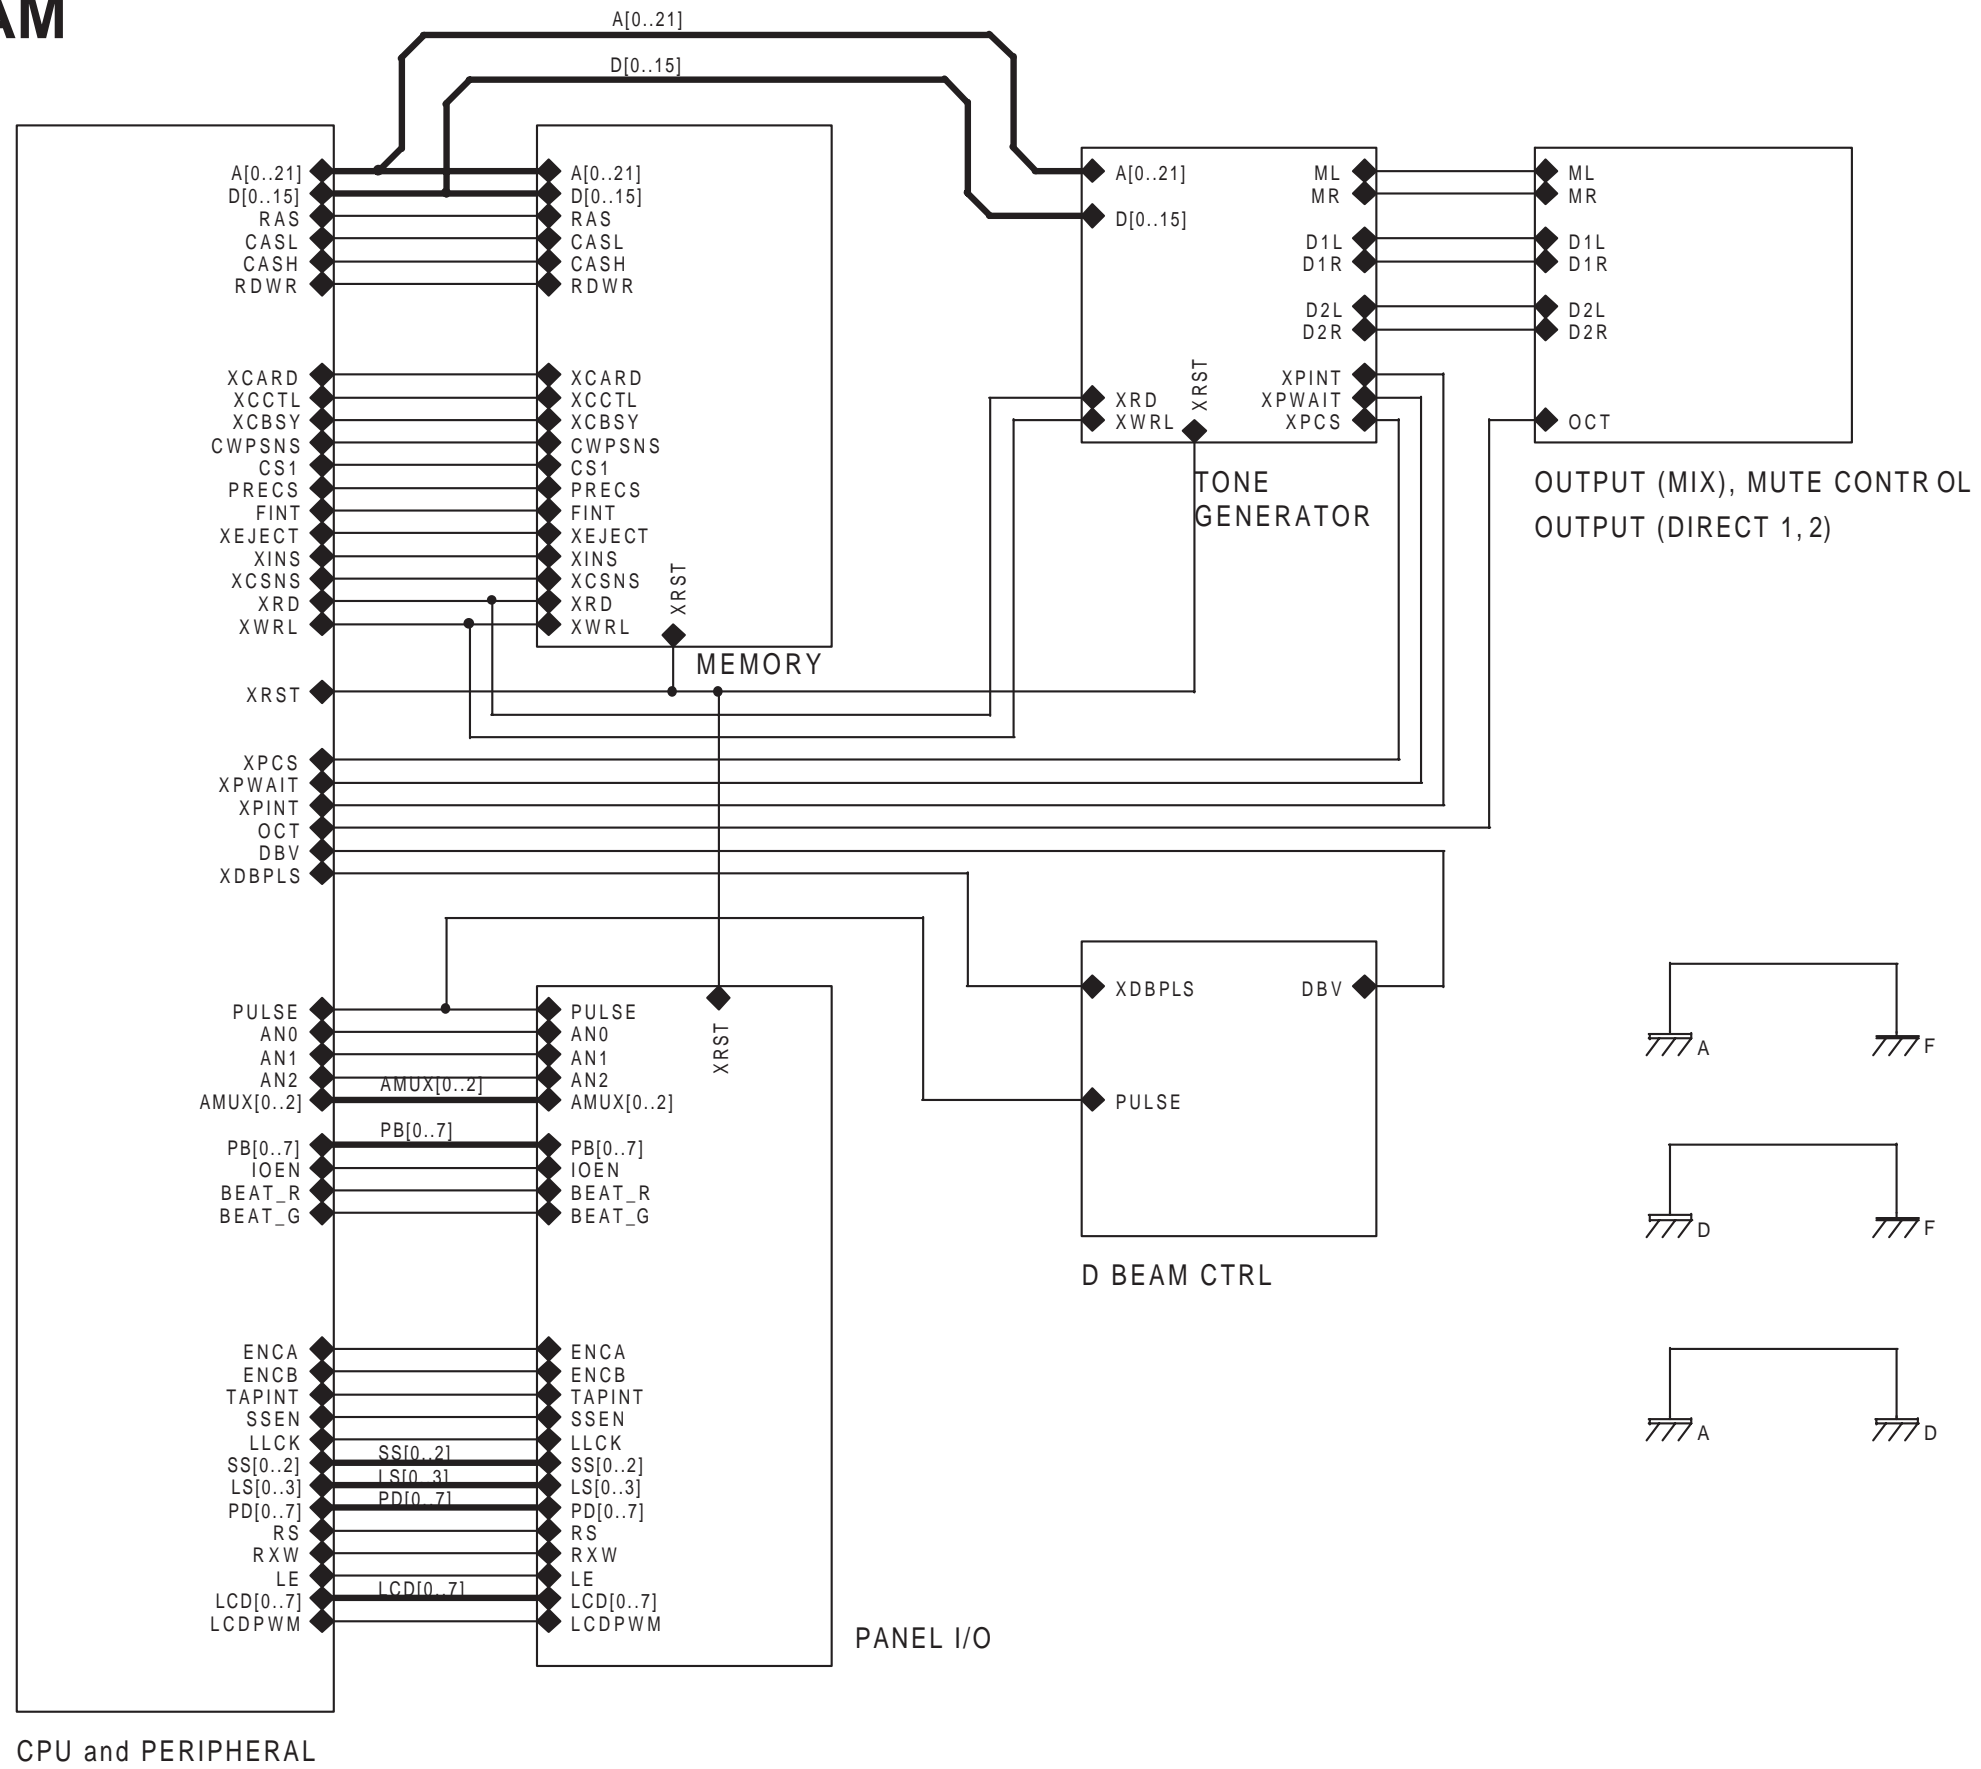 AM
A[0..21]
D[0..15]
A[0..21]
D[0..15]
RAS
CASL
CASH
RDWR
XCARD
XCCTL
XCBSY
CWPSNS
CS1
PRECS
FINT
XEJECT
XINS
XCSNS
XRD
XWRL
XRST
XPCS
XPWAIT
XPINT
OCT
DBV
XDBPLS
PULSE
AN0
AN1
AN2
AMUX[0..2]
PB[0..7]
IOEN
BEAT_R
BEAT_G
ENCA
ENCB
TAPINT
SSEN
LLCK
SS[0..2]
LS[0..3]
PD[0..7]
RS
RXW
LE
LCD[0..7]
LCDPWM
CPU and PERIPHERAL
A[0..21]
D[0..15]
RAS
CASL
CASH
RDWR
XCARD
XCCTL
XCBSY
CWPSNS
CS1
PRECS
FINT
XEJECT
XINS
XCSNS
XRD
XWRL
XRST
MEMORY
AMUX[0..2]
PB[0..7]
SS[0..2]
LS[0..3]
PD[0..7]
LCD[0..7]
XRST
PULSE
AN0
AN1
AN2
AMUX[0..2]
PB[0..7]
IOEN
BEAT_R
BEAT_G
ENCA
ENCB
TAPINT
SSEN
LLCK
SS[0..2]
LS[0..3]
PD[0..7]
RS
RXW
LE
LCD[0..7]
LCDPWM
PANEL I/O
A[0..21]
D[0..15]
XRD
XWRL
XRST
ML
MR
D1L
D1R
D2L
D2R
XPINT
XPWAIT
XPCS
TONE
GENERATOR
ML
MR
D1L
D1R
D2L
D2R
OCT
OUTPUT (MIX), MUTE CONTROL
OUTPUT (DIRECT 1,2)
XDBPLS
DBV
PULSE
D BEAM CTRL
A
F
D
F
A
D